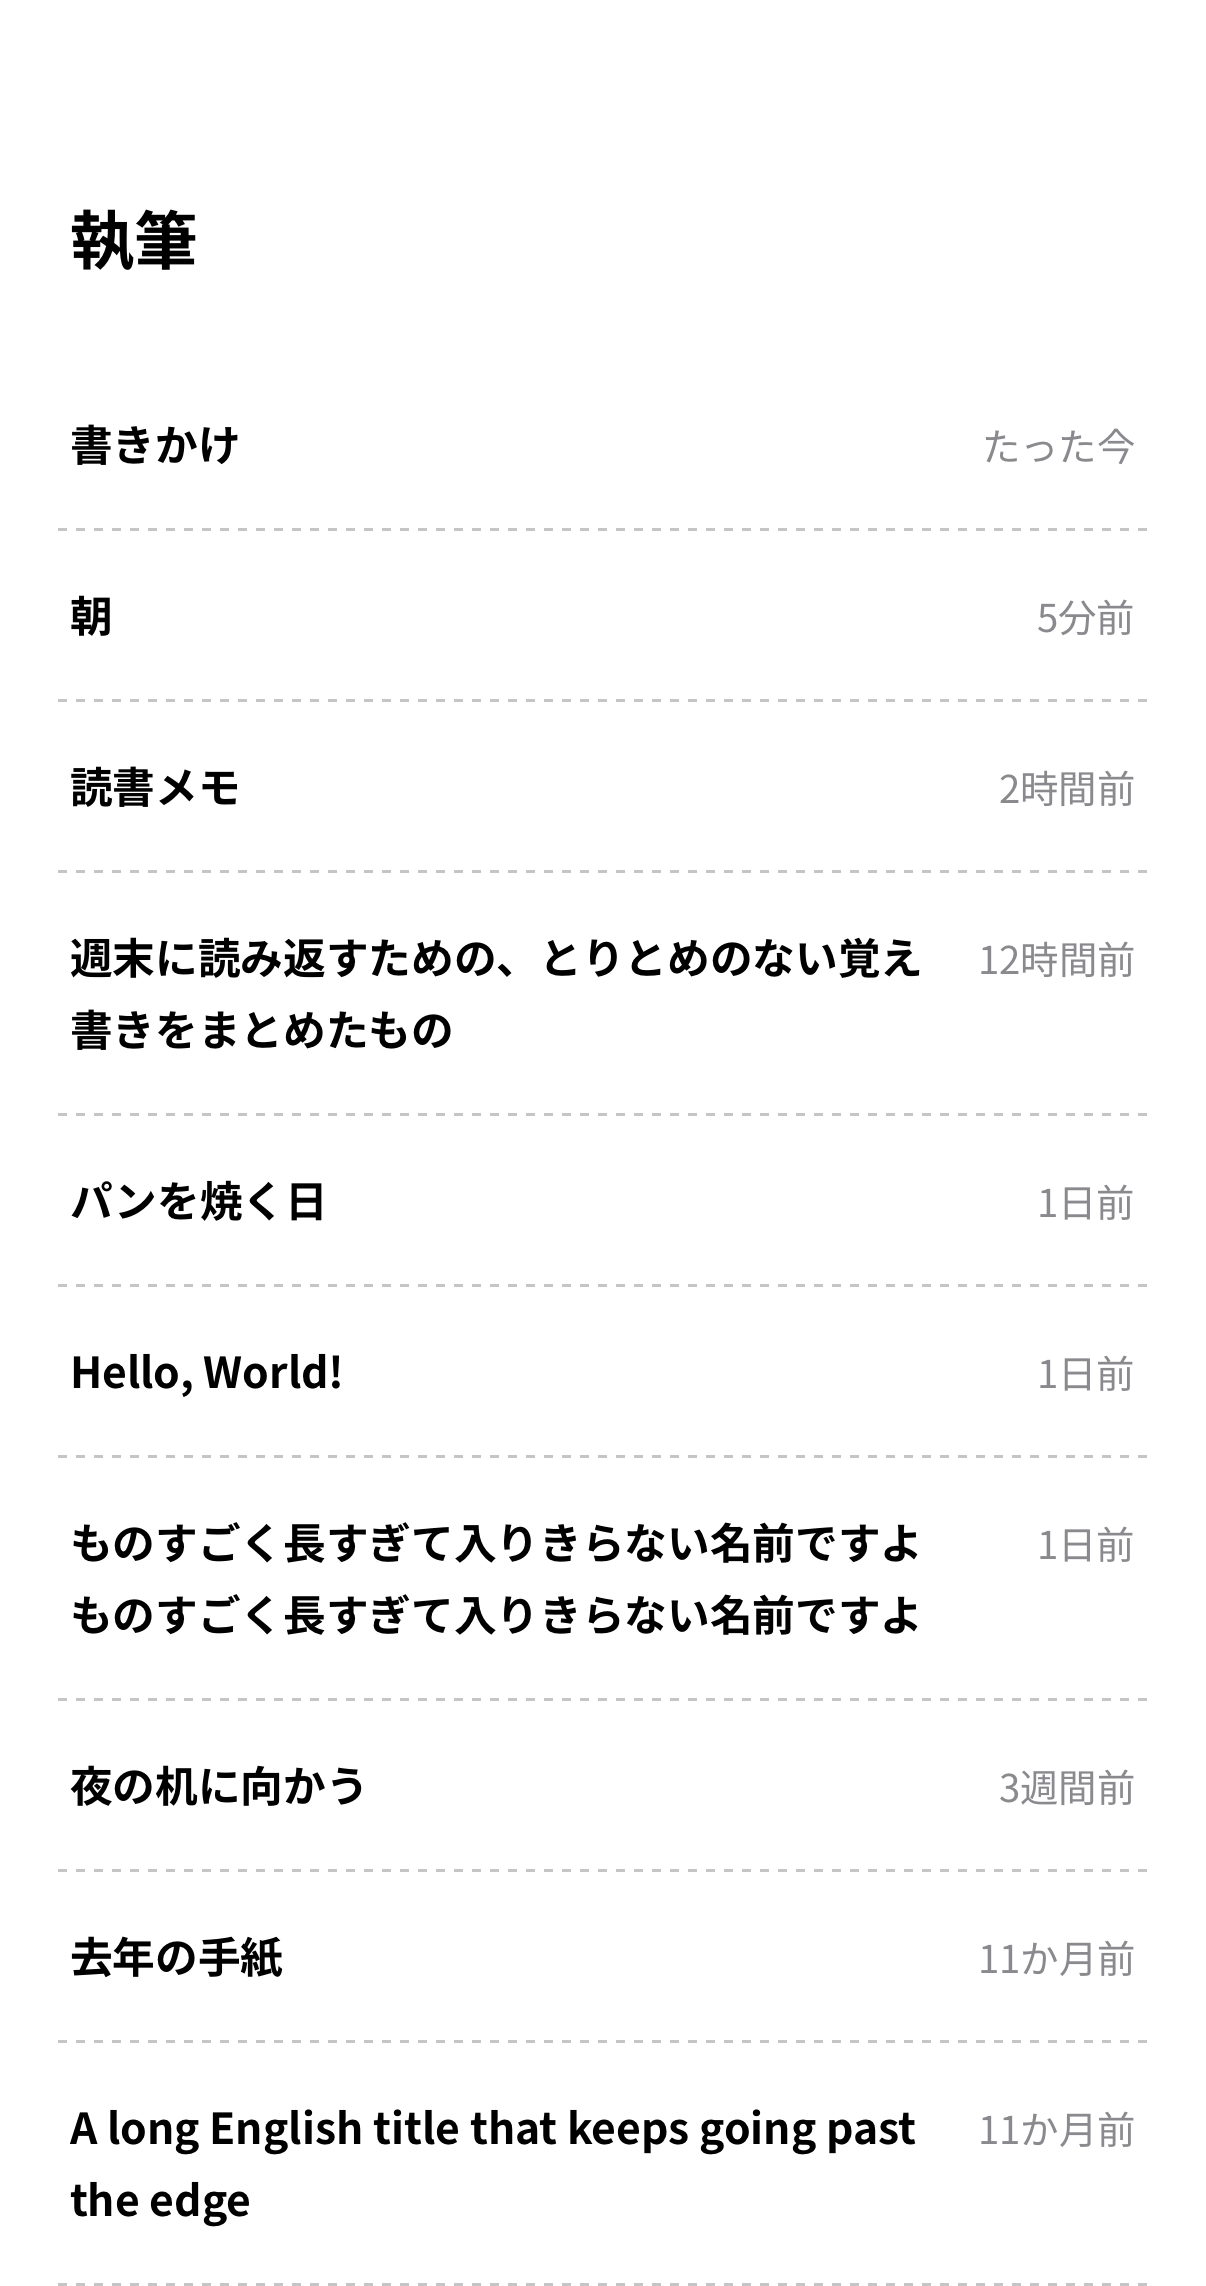 執筆
書きかけ たった今
朝 5分前
読書メモ 2時間前
週末に読み返すための、とりとめのない覚え 12時間前
書きをまとめたもの
パンを焼く日 1日前
Hello, World! 1日前
ものすごく長すぎて入りきらない名前ですよ 1日前
ものすごく長すぎて入りきらない名前ですよ
夜の机に向かう 3週間前
去年の手紙 11か月前
A long English title that keeps going past 11か月前
the edge